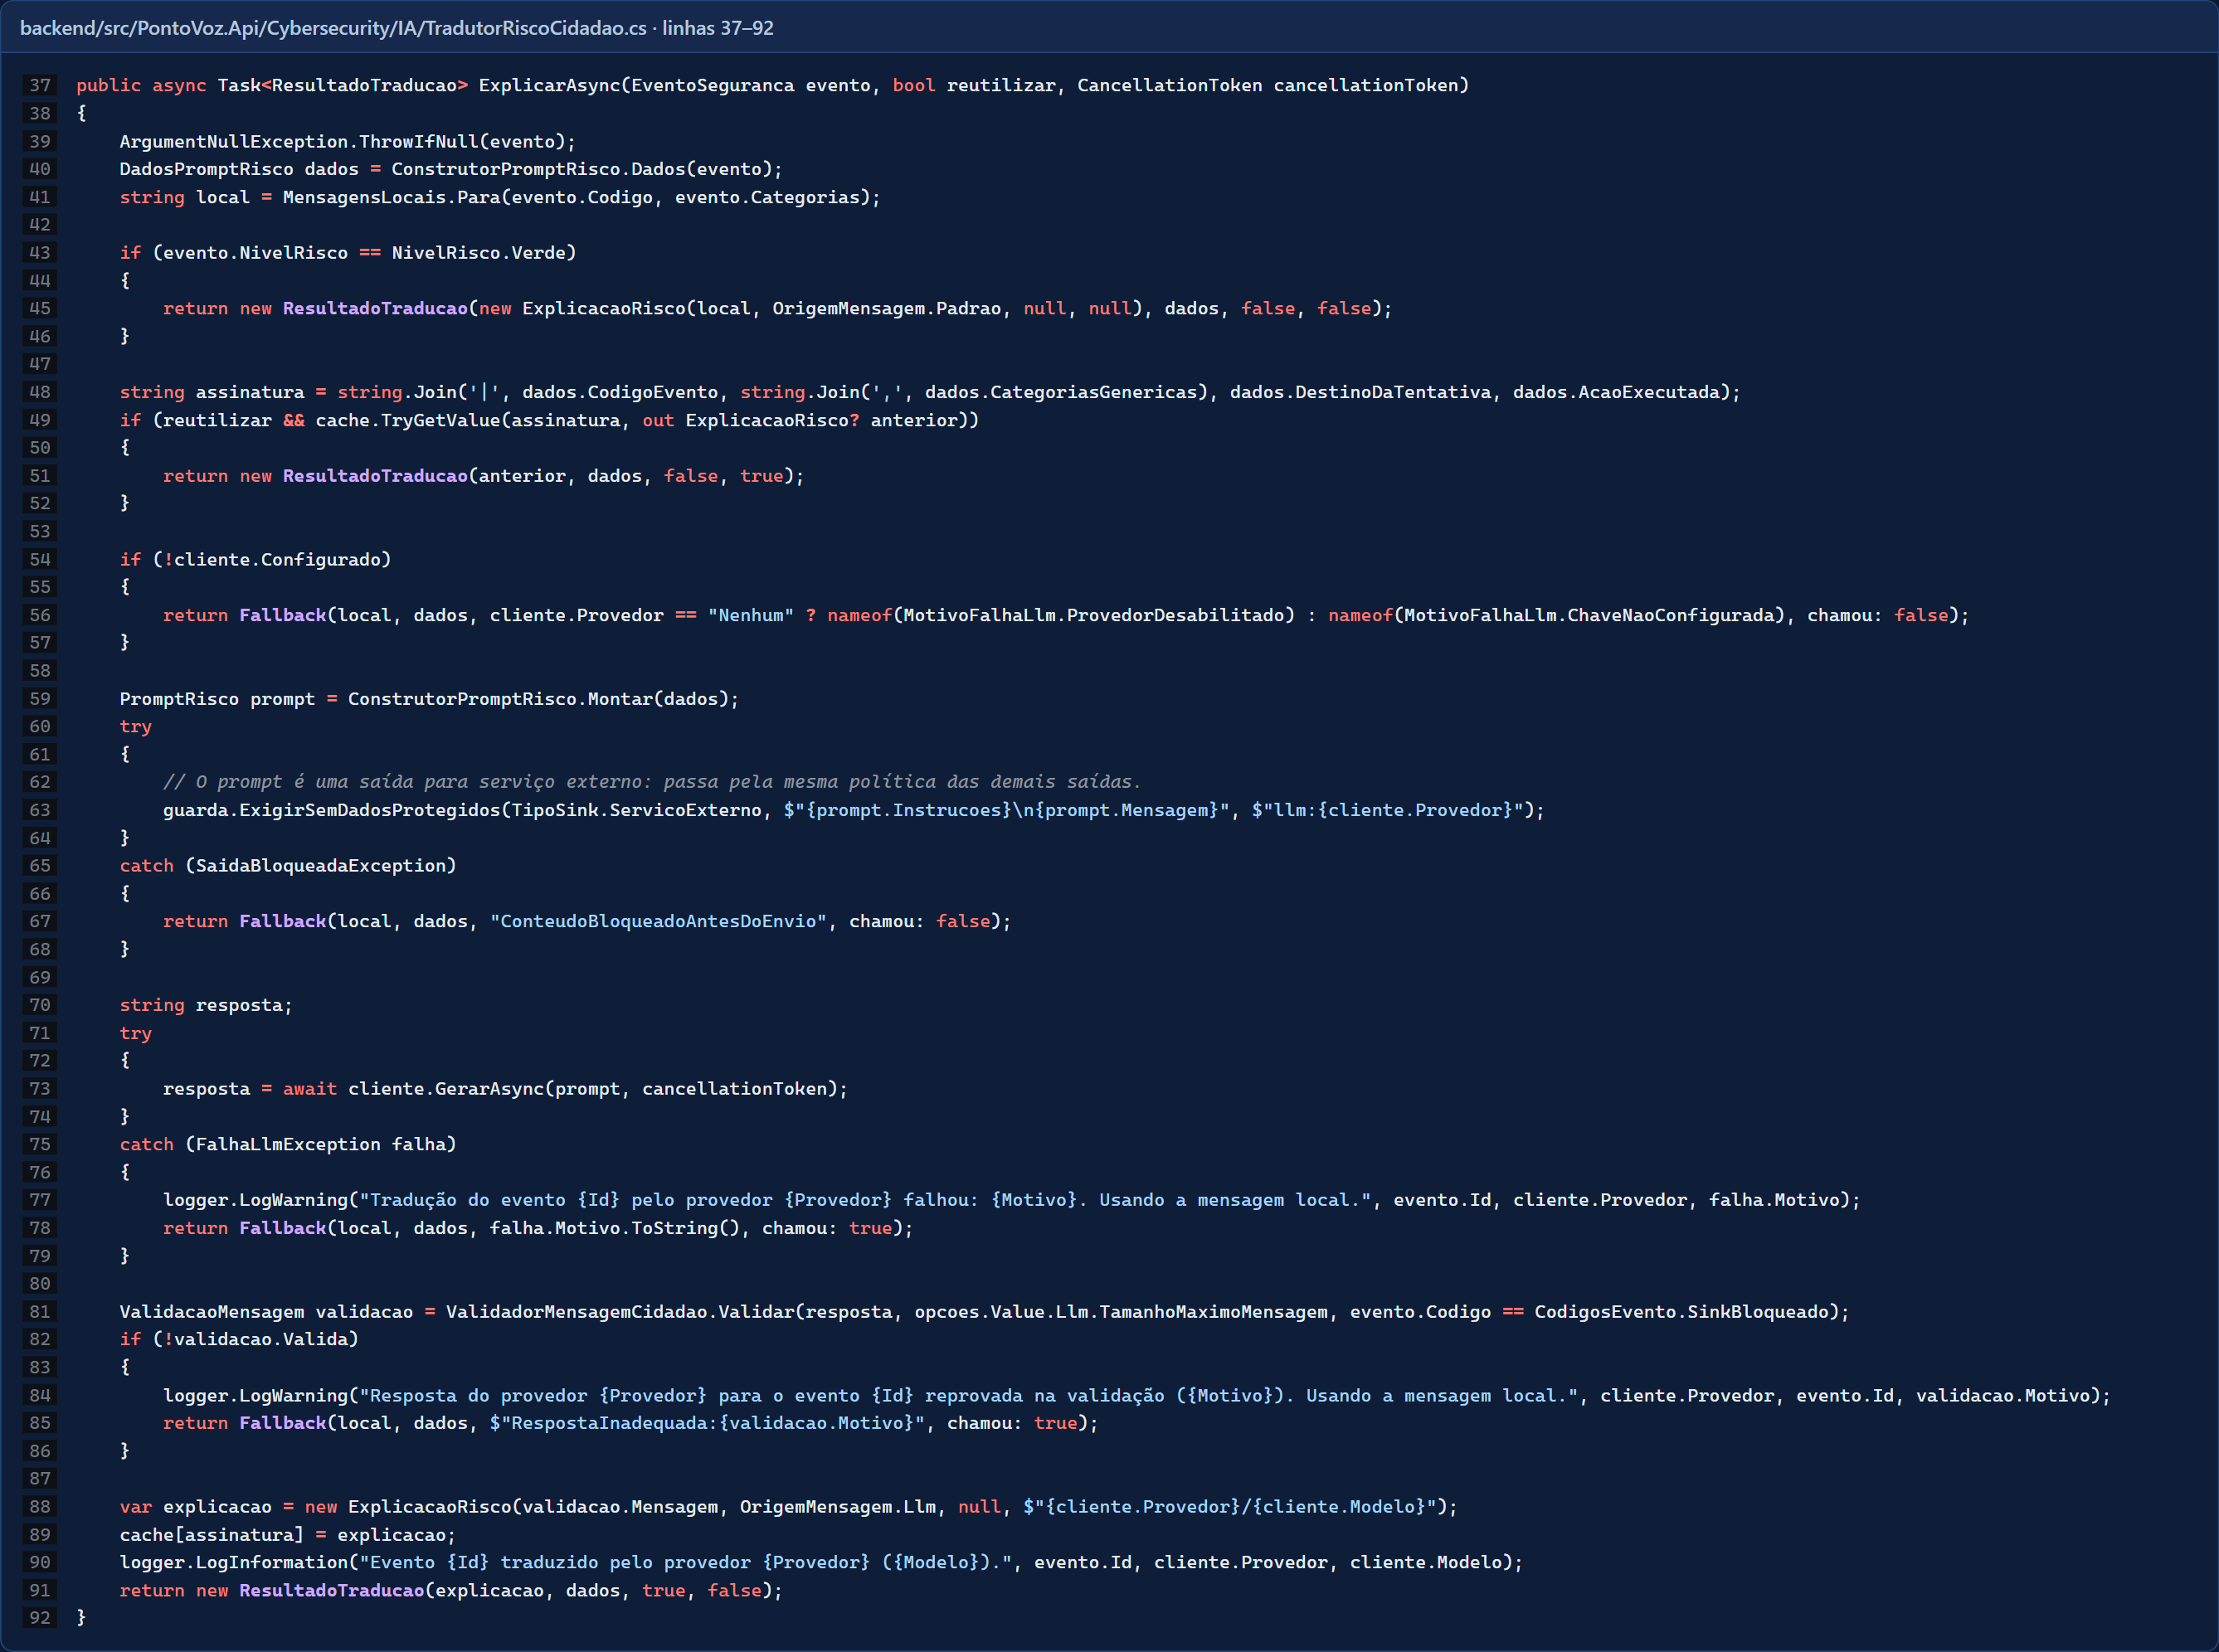 backend/src/PontoVoz.Api/Cybersecurity/IA/TradutorRiscoCidadao.cs · linhas 37–92
37 public async Task<ResultadoTraducao> ExplicarAsync(EventoSeguranca evento, bool reutilizar, CancellationToken cancellationToken)
38 {
39     ArgumentNullException.ThrowIfNull(evento);
40     DadosPromptRisco dados = ConstrutorPromptRisco.Dados(evento);
41     string local = MensagensLocais.Para(evento.Codigo, evento.Categorias);
42
43     if (evento.NivelRisco == NivelRisco.Verde)
44     {
45         return new ResultadoTraducao(new ExplicacaoRisco(local, OrigemMensagem.Padrao, null, null), dados, false, false);
46     }
47
48     string assinatura = string.Join('|', dados.CodigoEvento, string.Join(',', dados.CategoriasGenericas), dados.DestinoDaTentativa, dados.AcaoExecutada);
49     if (reutilizar && cache.TryGetValue(assinatura, out ExplicacaoRisco? anterior))
50     {
51         return new ResultadoTraducao(anterior, dados, false, true);
52     }
53
54     if (!cliente.Configurado)
55     {
56         return Fallback(local, dados, cliente.Provedor == "Nenhum" ? nameof(MotivoFalhaLlm.ProvedorDesabilitado) : nameof(MotivoFalhaLlm.ChaveNaoConfigurada), chamou: false);
57     }
58
59     PromptRisco prompt = ConstrutorPromptRisco.Montar(dados);
60     try
61     {
62         // O prompt é uma saída para serviço externo: passa pela mesma política das demais saídas.
63         guarda.ExigirSemDadosProtegidos(TipoSink.ServicoExterno, $"{prompt.Instrucoes}\n{prompt.Mensagem}", $"llm:{cliente.Provedor}");
64     }
65     catch (SaidaBloqueadaException)
66     {
67         return Fallback(local, dados, "ConteudoBloqueadoAntesDoEnvio", chamou: false);
68     }
69
70     string resposta;
71     try
72     {
73         resposta = await cliente.GerarAsync(prompt, cancellationToken);
74     }
75     catch (FalhaLlmException falha)
76     {
77         logger.LogWarning("Tradução do evento {Id} pelo provedor {Provedor} falhou: {Motivo}. Usando a mensagem local.", evento.Id, cliente.Provedor, falha.Motivo);
78         return Fallback(local, dados, falha.Motivo.ToString(), chamou: true);
79     }
80
81     ValidacaoMensagem validacao = ValidadorMensagemCidadao.Validar(resposta, opcoes.Value.Llm.TamanhoMaximoMensagem, evento.Codigo == CodigosEvento.SinkBloqueado);
82     if (!validacao.Valida)
83     {
84         logger.LogWarning("Resposta do provedor {Provedor} para o evento {Id} reprovada na validação ({Motivo}). Usando a mensagem local.", cliente.Provedor, evento.Id, validacao.Motivo);
85         return Fallback(local, dados, $"RespostaInadequada:{validacao.Motivo}", chamou: true);
86     }
87
88     var explicacao = new ExplicacaoRisco(validacao.Mensagem, OrigemMensagem.Llm, null, $"{cliente.Provedor}/{cliente.Modelo}");
89     cache[assinatura] = explicacao;
90     logger.LogInformation("Evento {Id} traduzido pelo provedor {Provedor} ({Modelo}).", evento.Id, cliente.Provedor, cliente.Modelo);
91     return new ResultadoTraducao(explicacao, dados, true, false);
92 }